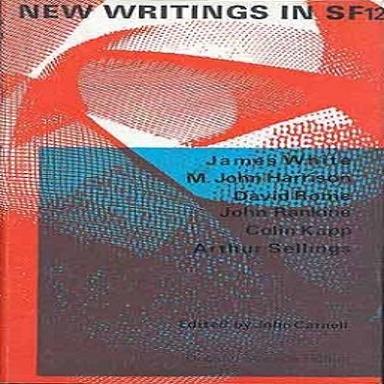 NEW WRITINGS IN SF12
James White
M. John Harrison
David Rome
John Rankine
Colin Kapp
Arthur Sellings
Edited by John Carnell